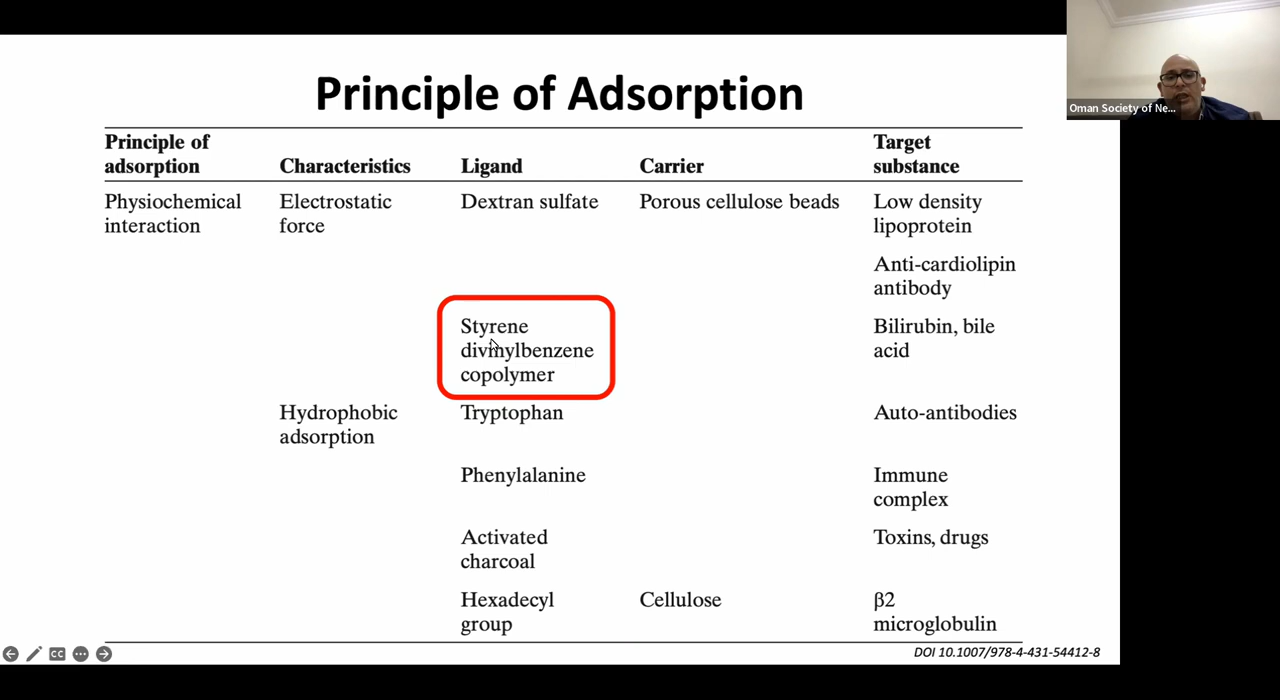 Oman Society of Ne...
Principle of Adsorption
Principle of adsorption Characteristics Ligand Carrier Target substance
Physiochemical interaction Electrostatic force Dextran sulfate Porous cellulose beads Low density lipoprotein
Anti-cardiolipin antibody
Styrene divinylbenzene copolymer Bilirubin, bile acid
Hydrophobic adsorption Tryptophan Auto-antibodies
Phenylalanine Immune complex
Activated charcoal Toxins, drugs
Hexadecyl group Cellulose β2 microglobulin
DOI 10.1007/978-4-431-54412-8
CC